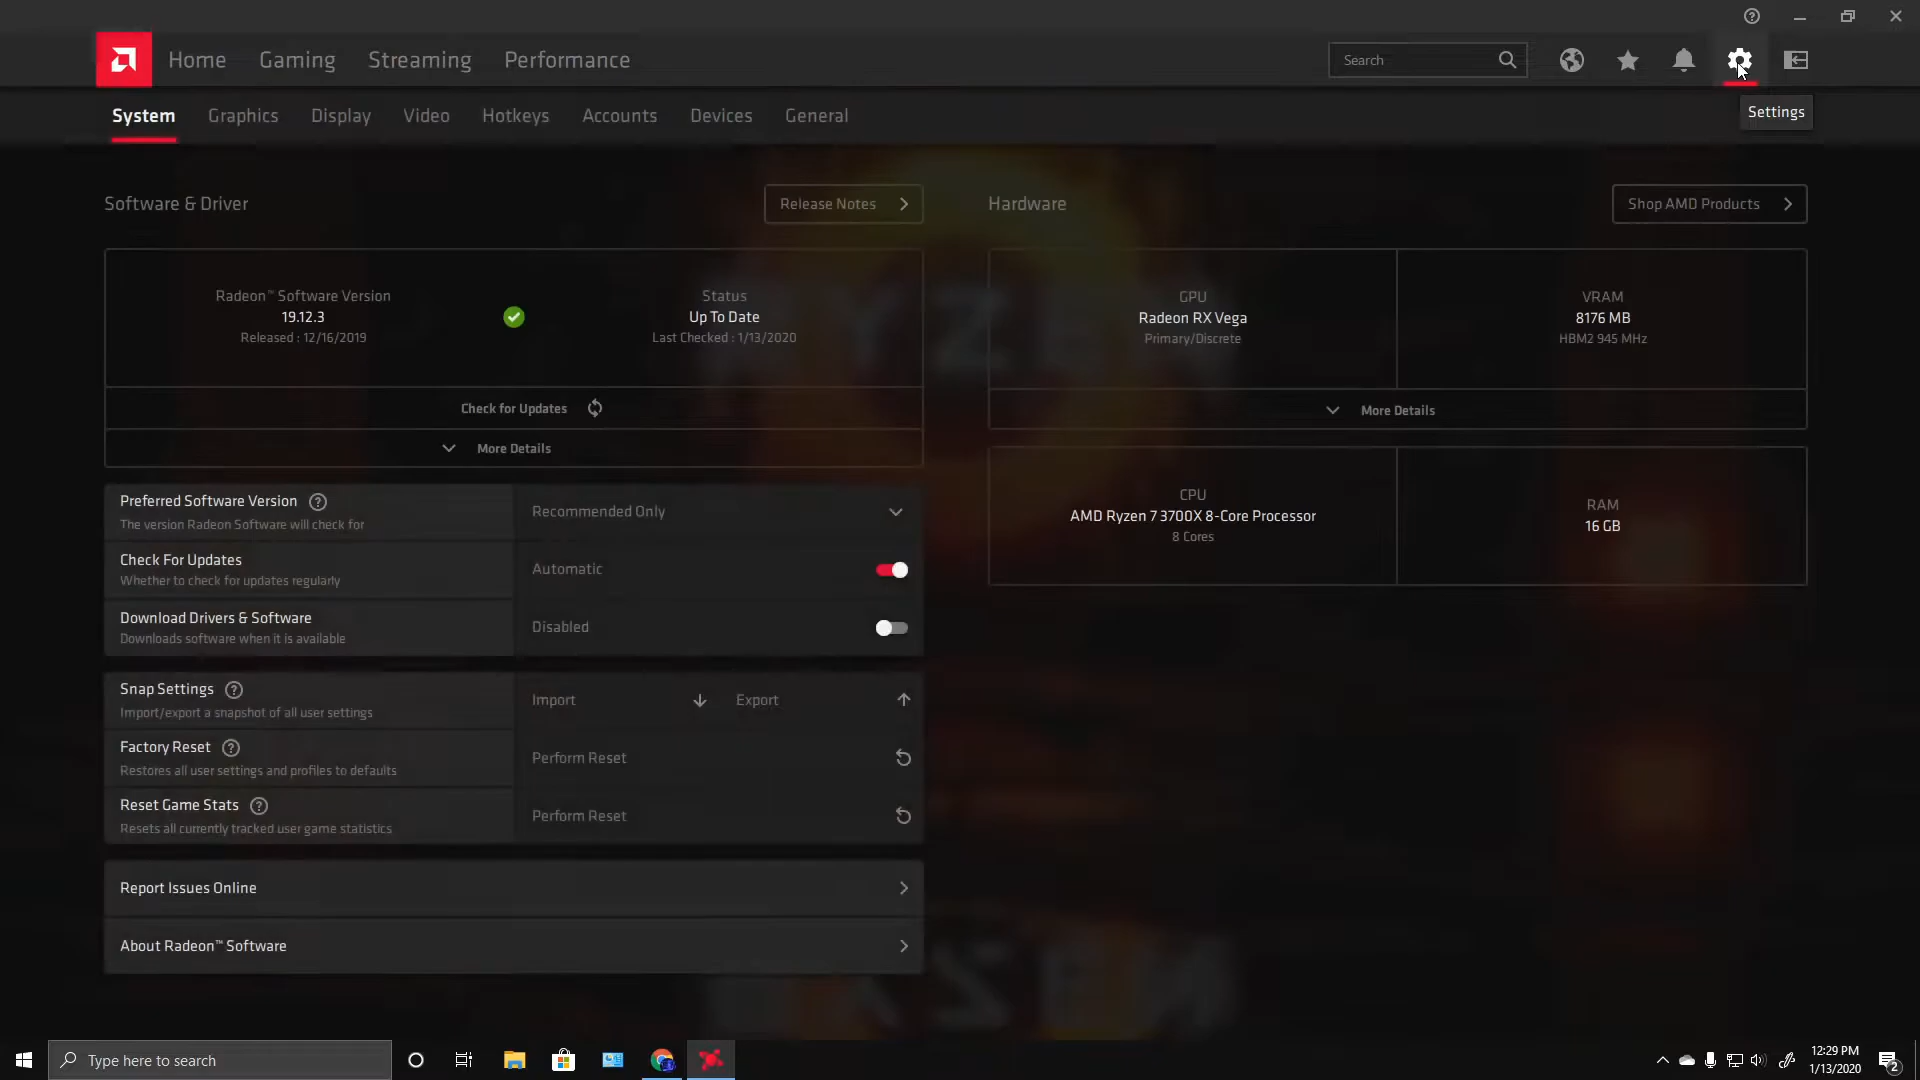 Home Gaming Streaming Performance
Search
System Graphics Display Video Hotkeys Accounts Devices General
Settings
Software & Driver
Release Notes
Radeon™ Software Version
19.12.3
Released : 12/16/2019
Status
Up To Date
Last Checked : 1/13/2020
Check for Updates
More Details
Preferred Software Version
The version Radeon Software will check for
Recommended Only
Check For Updates
Whether to check for updates regularly
Automatic
Download Drivers & Software
Downloads software when it is available
Disabled
Snap Settings
Import/export a snapshot of all user settings
Import
Export
Factory Reset
Restores all user settings and profiles to defaults
Perform Reset
Reset Game Stats
Resets all currently tracked user game statistics
Perform Reset
Report Issues Online
About Radeon™ Software
Hardware
Shop AMD Products
GPU
Radeon RX Vega
Primary/Discrete
VRAM
8176 MB
HBM2 945 MHz
More Details
CPU
AMD Ryzen 7 3700X 8-Core Processor
8 Cores
RAM
16 GB
RYZEN
Type here to search
12:29 PM
1/13/2020
2